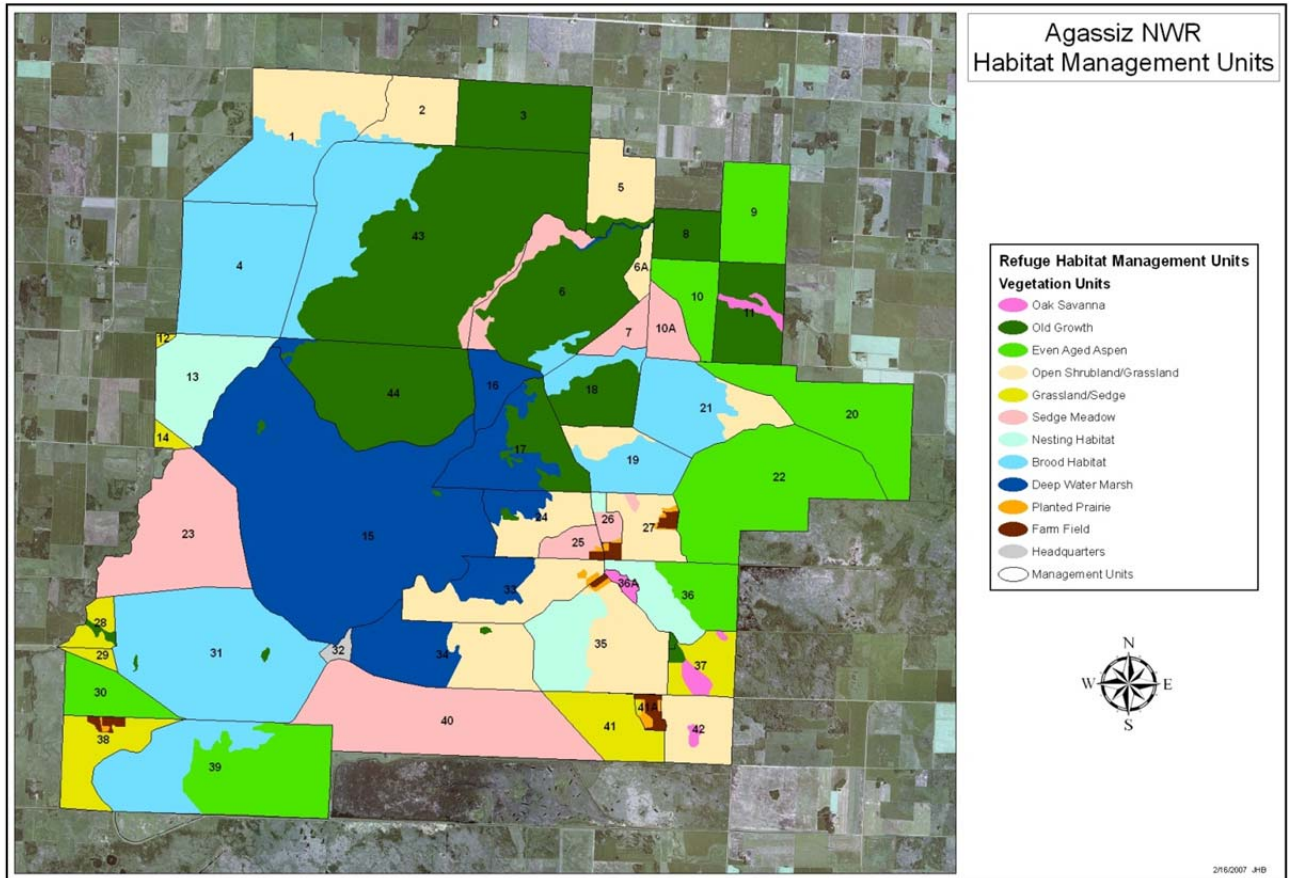 Agassiz NWR
Habitat Management Units
Refuge Habitat Management Units
Vegetation Units
Oak Savanna
Old Growth
Even Aged Aspen
Open Shrubland/Grassland
Grassland/Sedge
Sedge Meadow
Nesting Habitat
Brood Habitat
Deep Water Marsh
Planted Prairie
Farm Field
Headquarters
Management Units
N
W E
S
2/16/2007 JHB
1
2
3
5
4
43
6
6A
8
9
10
11
7
10A
12
13
14
44
16
18
17
21
20
19
22
15
23
24
25
26
27
33
36A
36
28
29
30
31
32
34
35
37
38
39
40
41
41A
42